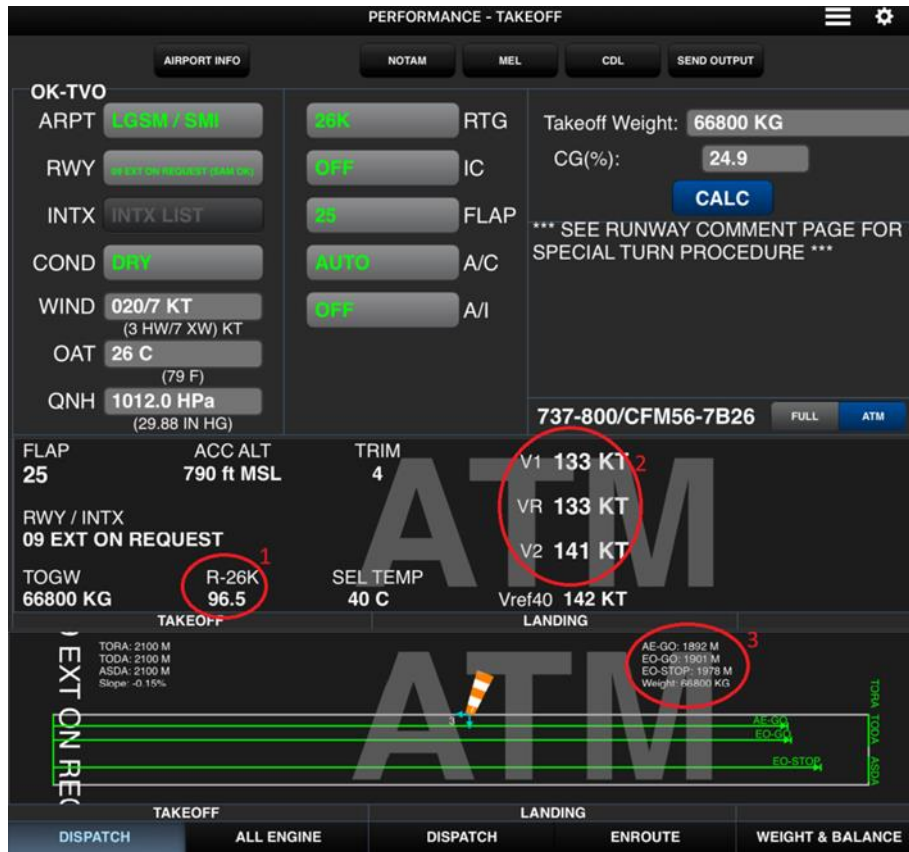 PERFORMANCE - TAKEOFF
AIRPORT INFO NOTAM MEL CDL SEND OUTPUT
OK-TVO
ARPT LGSM / SMI 26K RTG Takeoff Weight: 66800 KG
RWY 09 EXT ON REQUEST (SAM OK) OFF IC CG(%): 24.9
INTX INTX LIST 25 FLAP CALC
COND DRY AUTO A/C *** SEE RUNWAY COMMENT PAGE FOR
SPECIAL TURN PROCEDURE ***
WIND 020/7 KT OFF A/I
(3 HW/7 XW) KT
OAT 26 C
(79 F)
QNH 1012.0 HPa
(29.88 IN HG)
737-800/CFM56-7B26 FULL ATM
FLAP ACC ALT TRIM
25 790 ft MSL 4
V1 133 KT 2
VR 133 KT
V2 141 KT
RWY / INTX
09 EXT ON REQUEST
1
TOGW R-26K SEL TEMP
66800 KG 96.5 40 C Vref40 142 KT
ATM
TAKEOFF LANDING
EXT ON REQ
TORA: 2100 M
TODA: 2100 M
ASDA: 2100 M
Slope: -0.15%
AE-GO: 1892 M
EO-GO: 1901 M
EO-STOP: 1978 M
Weight: 66800 KG
3
ATM
3
AE-GO
EO-GO
EO-STOP
TORA TODA ASDA
TAKEOFF LANDING
DISPATCH ALL ENGINE DISPATCH ENROUTE WEIGHT & BALANCE